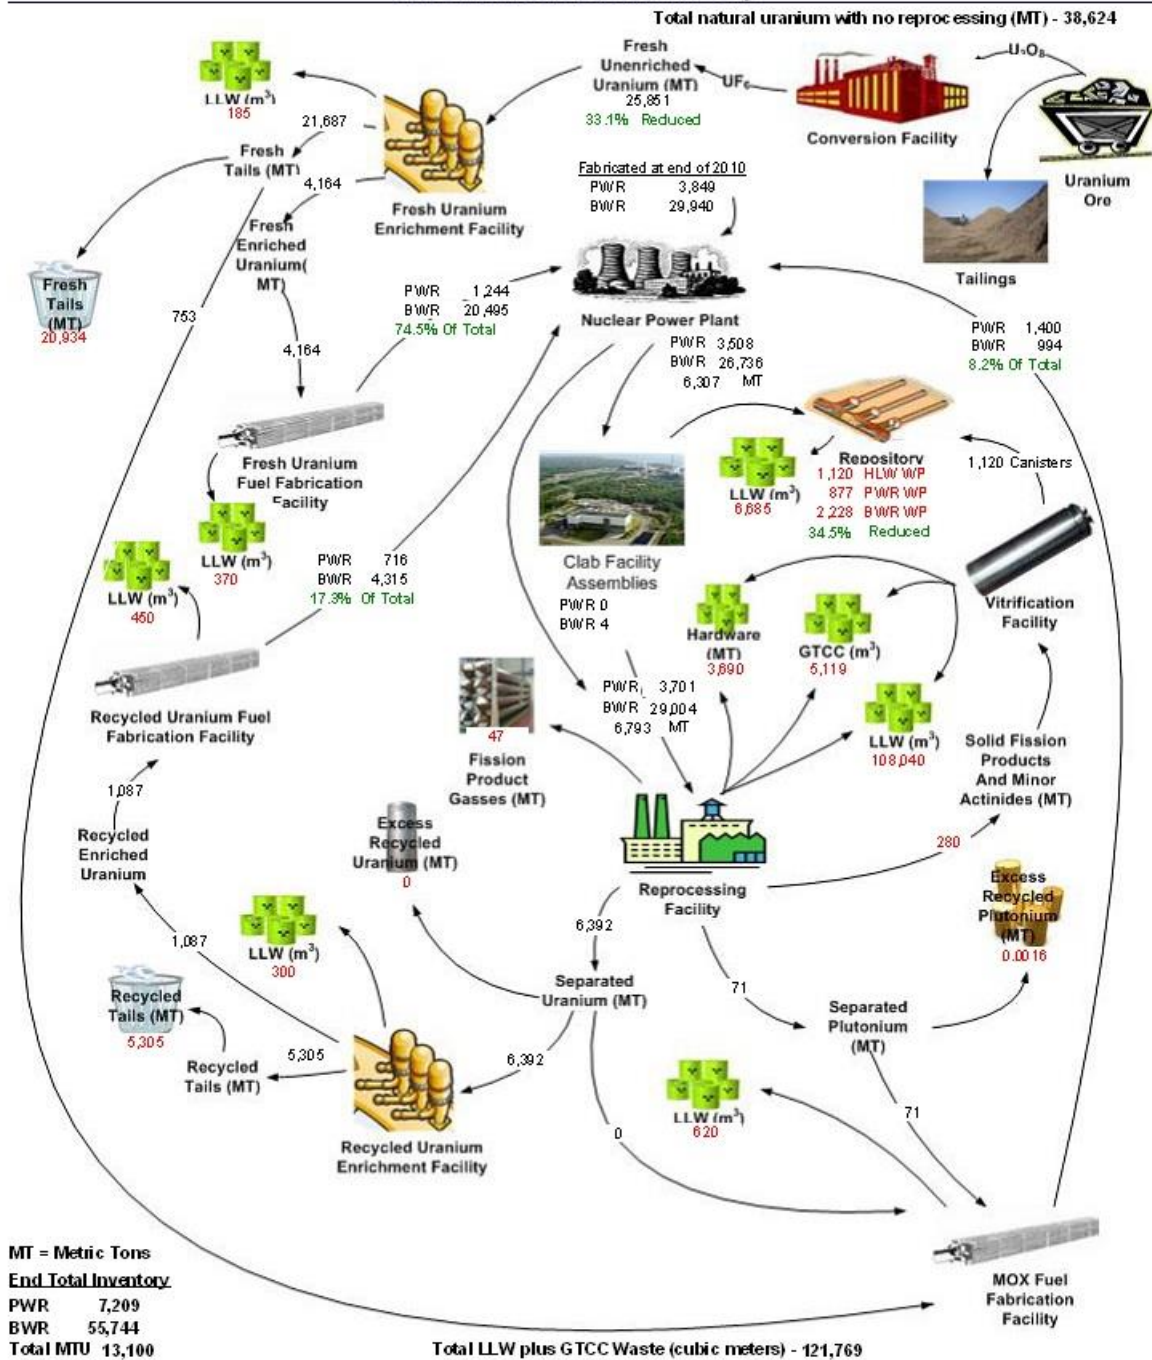 Total natural uranium with no reprocessing (MT) - 38,624
LLW (m³)
185
Fresh
Unenriched
Uranium (MT)
25,851
33.1% Reduced
UF₆
U₃O₈
Conversion Facility
Uranium
Ore
Tailings
21,687
Fresh
Tails (MT)
4,164
Fresh Uranium
Enrichment Facility
Fabricated at end of 2010
PWR 3,849
BWR 29,940
Fresh
Enriched
Uranium(
MT)
Fresh
Tails
(MT)
20,934
753
4,164
PWR 1,244
BWR 20,495
74.5% Of Total
Nuclear Power Plant
PWR 3,508
BWR 26,736
6,307 MT
PWR 1,400
BWR 994
8.2% Of Total
Fresh Uranium
Fuel Fabrication
Facility
LLW (m³)
370
LLW (m³)
6,685
Repository
1,120 HLW WP
877 PWR WP
2,228 BWR WP
34.5% Reduced
1,120 Canisters
Clab Facility
Assemblies
PWR 0
BWR 4
PWR 716
BWR 4,315
17.3% Of Total
LLW (m³)
450
Hardware
(MT)
3,690
GTCC (m³)
5,119
Vitrification
Facility
Recycled Uranium Fuel
Fabrication Facility
PWR 3,701
BWR 29,004
6,793 MT
47
Fission
Product
Gasses (MT)
LLW (m³)
108,040
Solid Fission
Products
And Minor
Actinides (MT)
1,087
Recycled
Enriched
Uranium
Excess
Recycled
Uranium (MT)
0
Reprocessing
Facility
280
Excess
Recycled
Plutonium
(MT)
0.0016
6,392
1,087
LLW (m³)
300
Separated
Uranium (MT)
71
Separated
Plutonium
(MT)
Recycled
Tails (MT)
5,305
5,305
Recycled
Tails (MT)
6,392
Recycled Uranium
Enrichment Facility
LLW (m³)
620
0
71
MOX Fuel
Fabrication
Facility
MT = Metric Tons
End Total Inventory
PWR 7,209
BWR 55,744
Total MTU 13,100
Total LLW plus GTCC Waste (cubic meters) - 121,769